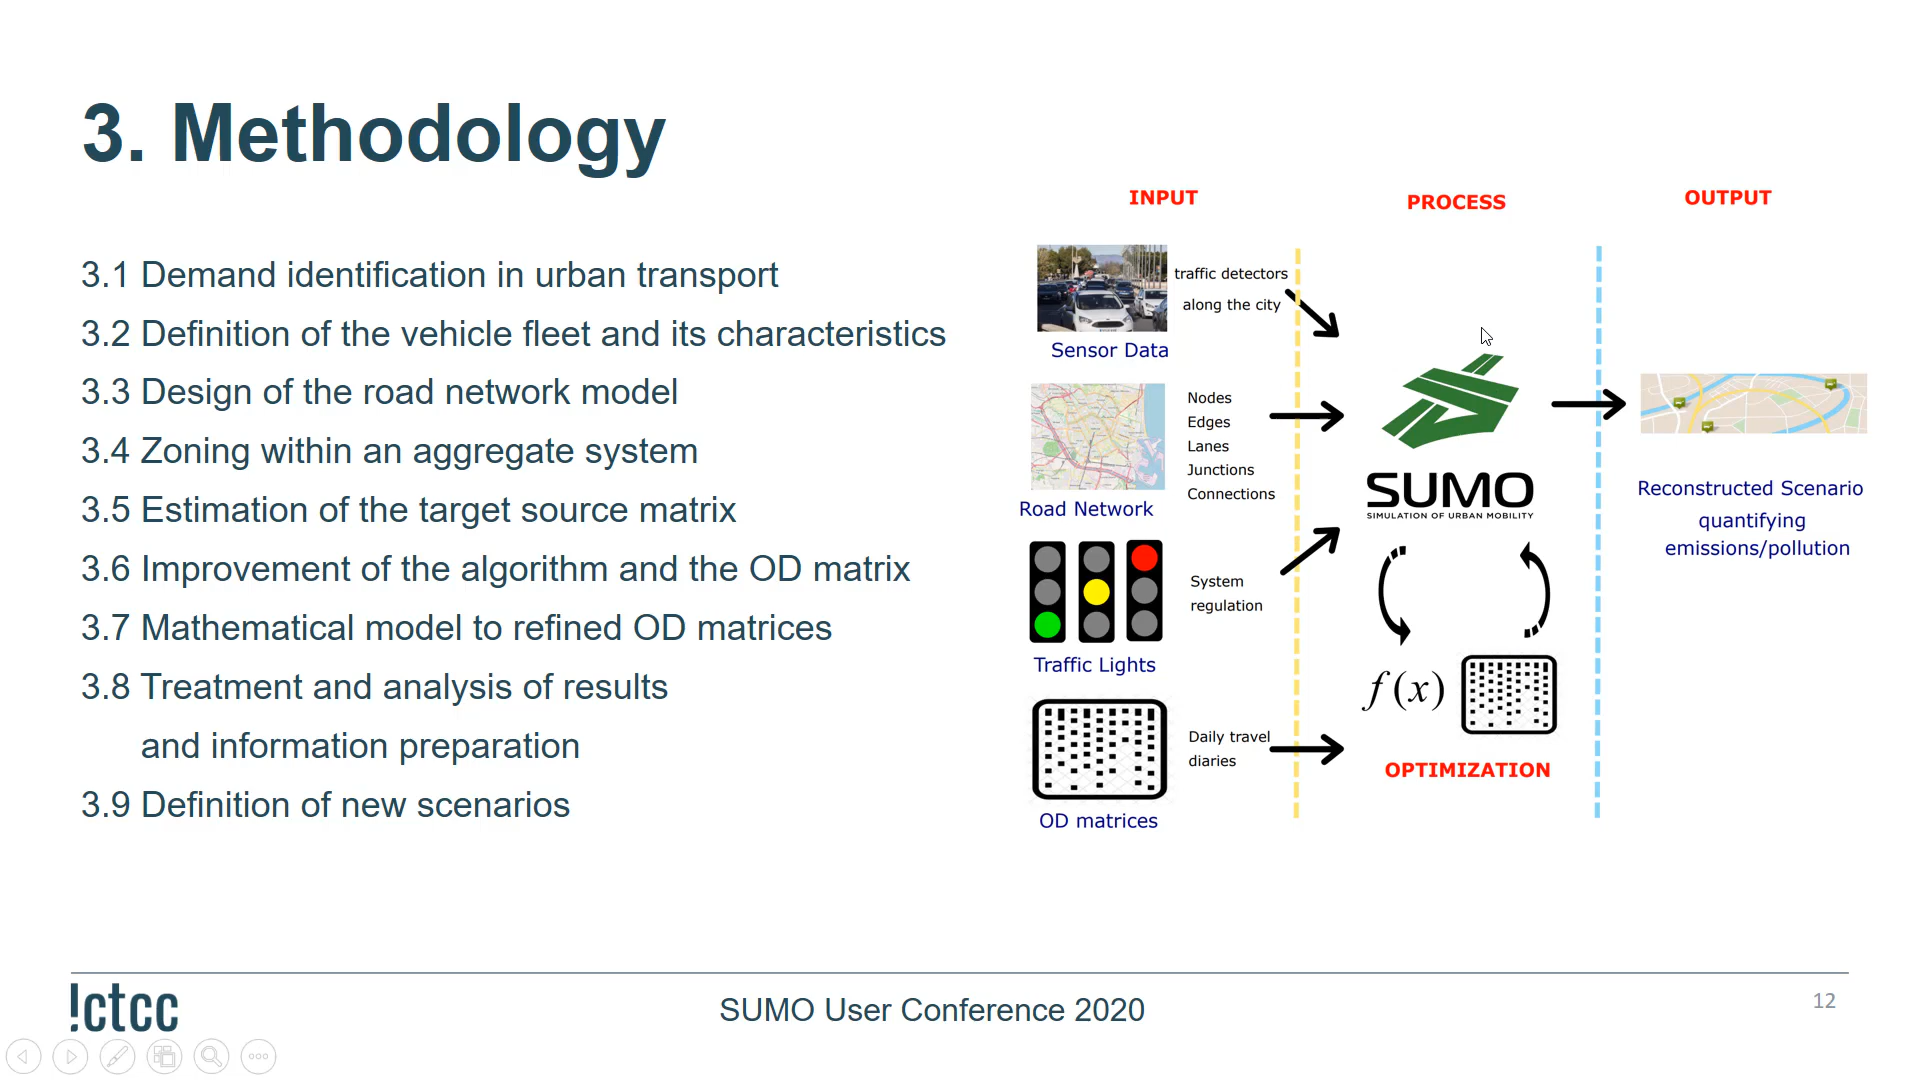 3. Methodology
3.1 Demand identification in urban transport
3.2 Definition of the vehicle fleet and its characteristics
3.3 Design of the road network model
3.4 Zoning within an aggregate system
3.5 Estimation of the target source matrix
3.6 Improvement of the algorithm and the OD matrix
3.7 Mathematical model to refined OD matrices
3.8 Treatment and analysis of results
and information preparation
3.9 Definition of new scenarios
INPUT
traffic detectors
along the city
Sensor Data
Nodes
Edges
Lanes
Junctions
Connections
Road Network
System
regulation
Traffic Lights
Daily travel
diaries
OD matrices
PROCESS
SUMO
SIMULATION OF URBAN MOBILITY
f(x)
OPTIMIZATION
OUTPUT
Reconstructed Scenario
quantifying
emissions/pollution
!ctcc
SUMO User Conference 2020
12